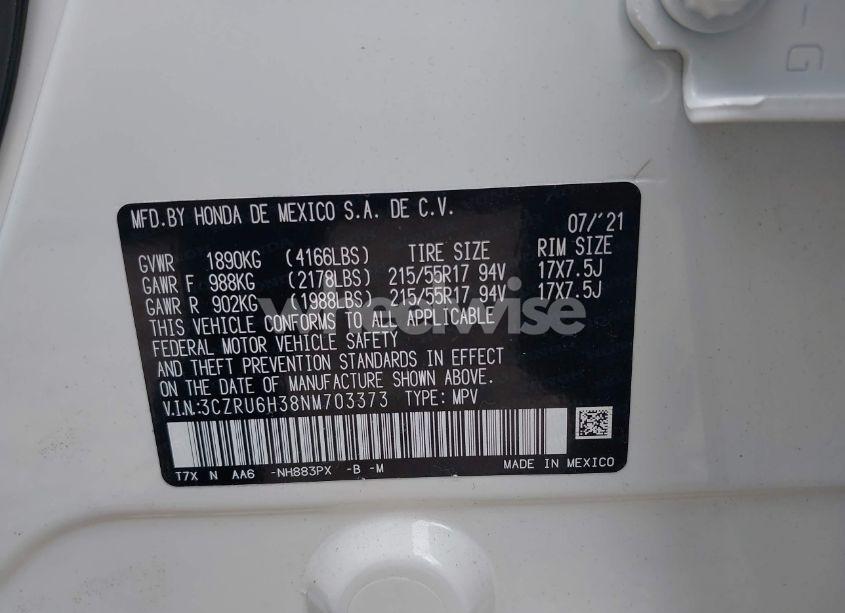 -G
MFD.BY HONDA DE MEXICO S.A. DE C.V.
07/'21
GVWR 1890KG (4166LBS) TIRE SIZE RIM SIZE
GAWR F 988KG (2178LBS) 215/55R17 94V 17X7.5J
GAWR R 902KG (1988LBS) 215/55R17 94V 17X7.5J
THIS VEHICLE CONFORMS TO ALL APPLICABLE
FEDERAL MOTOR VEHICLE SAFETY
AND THEFT PREVENTION STANDARDS IN EFFECT
ON THE DATE OF MANUFACTURE SHOWN ABOVE.
V.I.N.:3CZRU6H38NM703373 TYPE: MPV
T7X N AA6 -NH883PX -B -M
MADE IN MEXICO
wheelwise